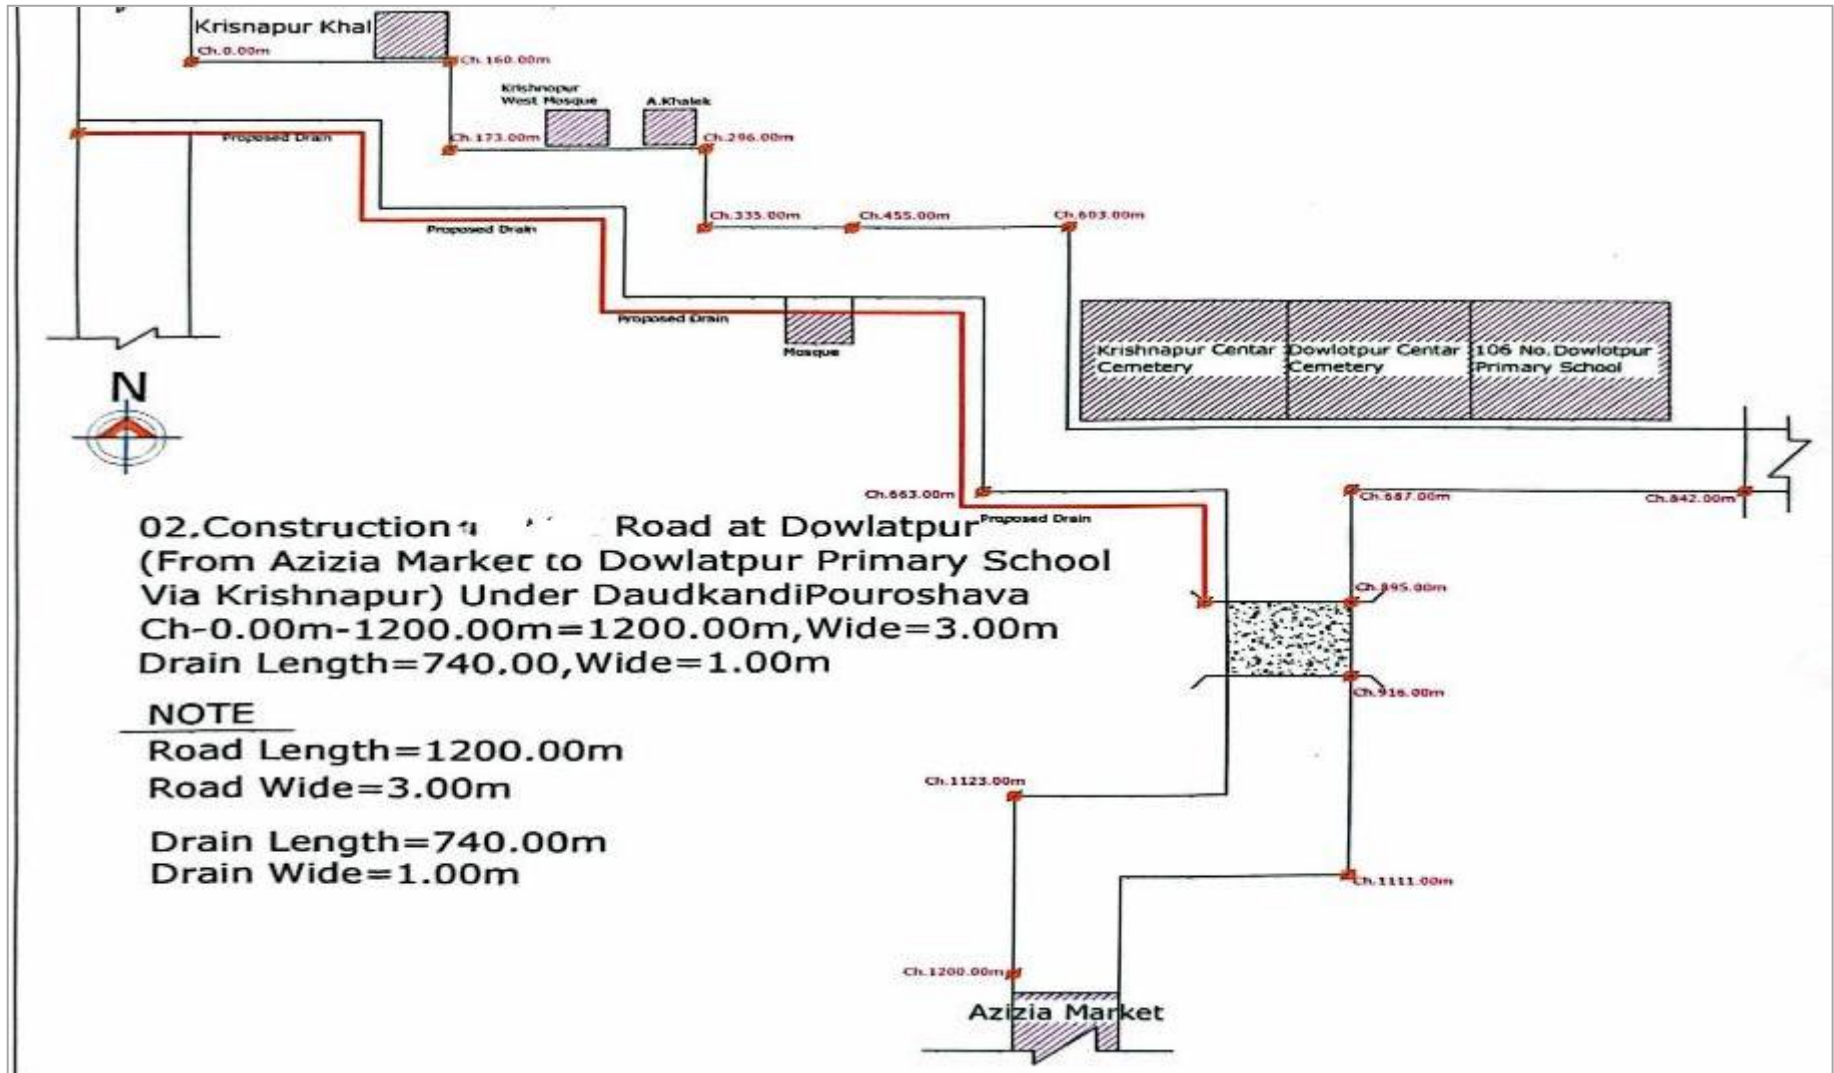 Krisnapur Khal
Ch.0.00m
Ch.160.00m
Krishnopur
West Mosque
A.Khalek
Proposed Drain
Ch.173.00m
Ch.296.00m
Ch.335.00m
Ch.455.00m
Ch.603.00m
Proposed Drain
Proposed Drain
Mosque
Krishnapur Centar
Cemetery
Dowlotpur Centar
Cemetery
106 No.Dowlotpur
Primary School
N
Ch.663.00m
Ch.687.00m
Ch.842.00m
Proposed Drain
02.Construction Road at Dowlatpur
(From Azizia Market to Dowlatpur Primary School
Via Krishnapur) Under DaudkandiPouroshava
Ch-0.00m-1200.00m=1200.00m,Wide=3.00m
Drain Length=740.00,Wide=1.00m
Ch.895.00m
Ch.916.00m
NOTE
Road Length=1200.00m
Road Wide=3.00m
Drain Length=740.00m
Drain Wide=1.00m
Ch.1123.00m
Ch.1111.00m
Ch.1200.00m
Azizia Market